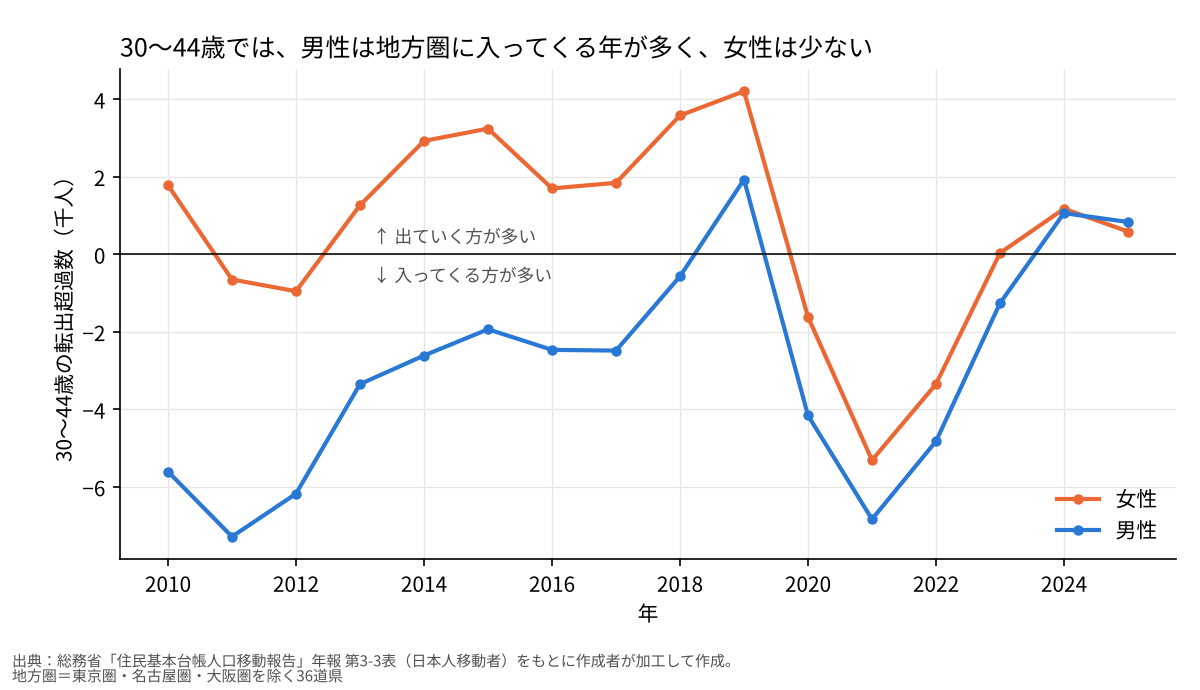 30〜44歳では、男性は地方圏に入ってくる年が多く、女性は少ない
30〜44歳の転出超過数（千人）
4
2
0
−2
−4
−6
↑ 出ていく方が多い
↓ 入ってくる方が多い
女性
男性
2010
2012
2014
2016
2018
2020
2022
2024
年
出典：総務省「住民基本台帳人口移動報告」年報 第3-3表（日本人移動者）をもとに作成者が加工して作成。
地方圏＝東京圏・名古屋圏・大阪圏を除く36道県